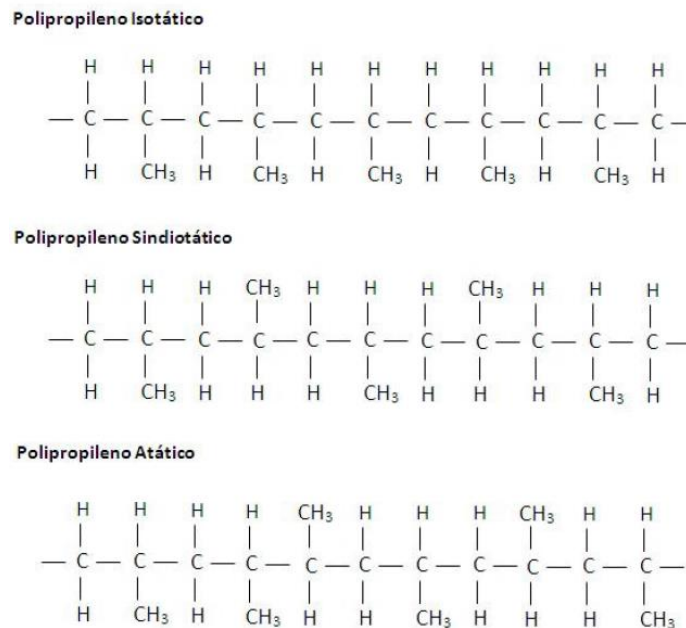 Polipropileno Isotático
H H H H H H H H H H H
— C — C — C — C — C — C — C — C — C — C — C —
H CH₃ H CH₃ H CH₃ H CH₃ H CH₃ H
Polipropileno Sindiotático
H H H CH₃ H H H CH₃ H H H
— C — C — C — C — C — C — C — C — C — C — C —
H CH₃ H H H CH₃ H H H CH₃ H
Polipropileno Atático
H H H H CH₃ H H H CH₃ H H
— C — C — C — C — C — C — C — C — C — C — C —
H CH₃ H CH₃ H H CH₃ H H H CH₃